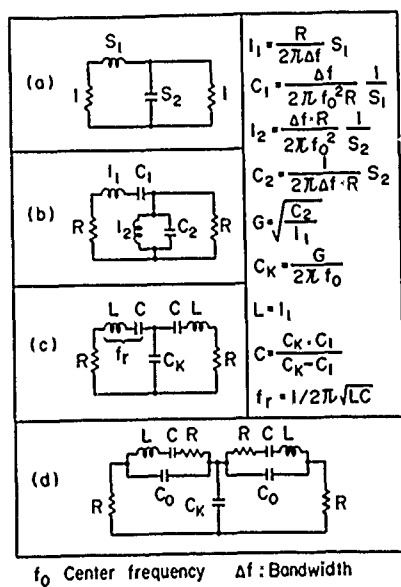 (a)
S₁
1
S₂
1
(b)
l₁ C₁
R
l₂
C₂
R
(c)
L C C L
fᵣ
R
Cₖ
R
(d)
L C R R C L
C₀ C₀
R
Cₖ
R
l₁ = R / 2πΔf S₁
C₁ = Δf / 2πf₀²R 1 / S₁
l₂ = Δf·R / 2πf₀² 1 / S₂
C₂ = 1 / 2πΔf·R S₂
G = √C₂ / l₁
Cₖ = G / 2πf₀
L = l₁
C = Cₖ·C₁ / Cₖ−C₁
fᵣ = 1/2π√LC
f₀ Center frequency Δf : Bandwidth